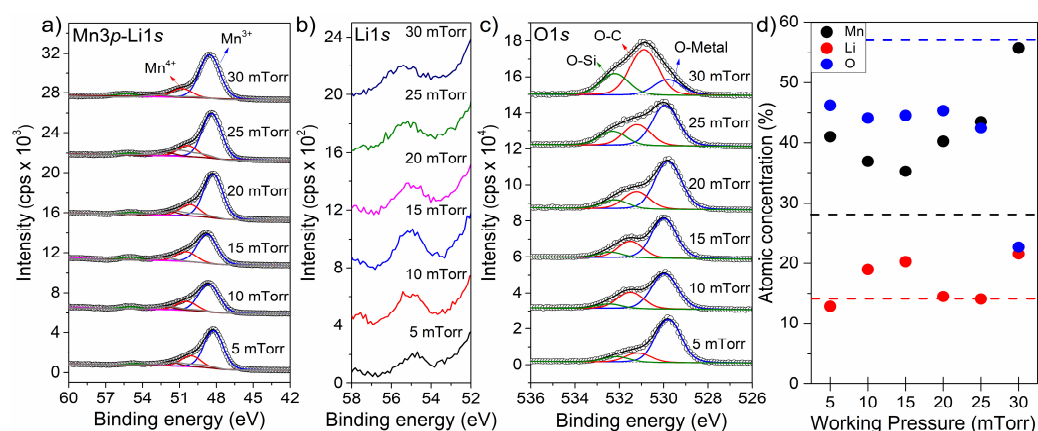 a)
Mn3p-Li1s
Mn³⁺
Mn⁴⁺
30 mTorr
25 mTorr
20 mTorr
15 mTorr
10 mTorr
5 mTorr
Intensity (cps x 10³)
32
28
24
20
16
12
8
4
0
60 57 54 51 48 45 42
Binding energy (eV)
b)
Li1s
30 mTorr
25 mTorr
20 mTorr
15 mTorr
10 mTorr
5 mTorr
Intensity (cps x 10²)
24
20
16
12
8
4
0
58 56 54 52
Binding energy (eV)
c)
O1s
O-C
O-Si
O-Metal
30 mTorr
25 mTorr
20 mTorr
15 mTorr
10 mTorr
5 mTorr
Intensity (cps x 10⁴)
18
16
14
12
10
8
6
4
2
0
536 534 532 530 528 526
Binding energy (eV)
d)
Mn
Li
O
Atomic concentration (%)
60
50
40
30
20
10
0
5 10 15 20 25 30
Working Pressure (mTorr)